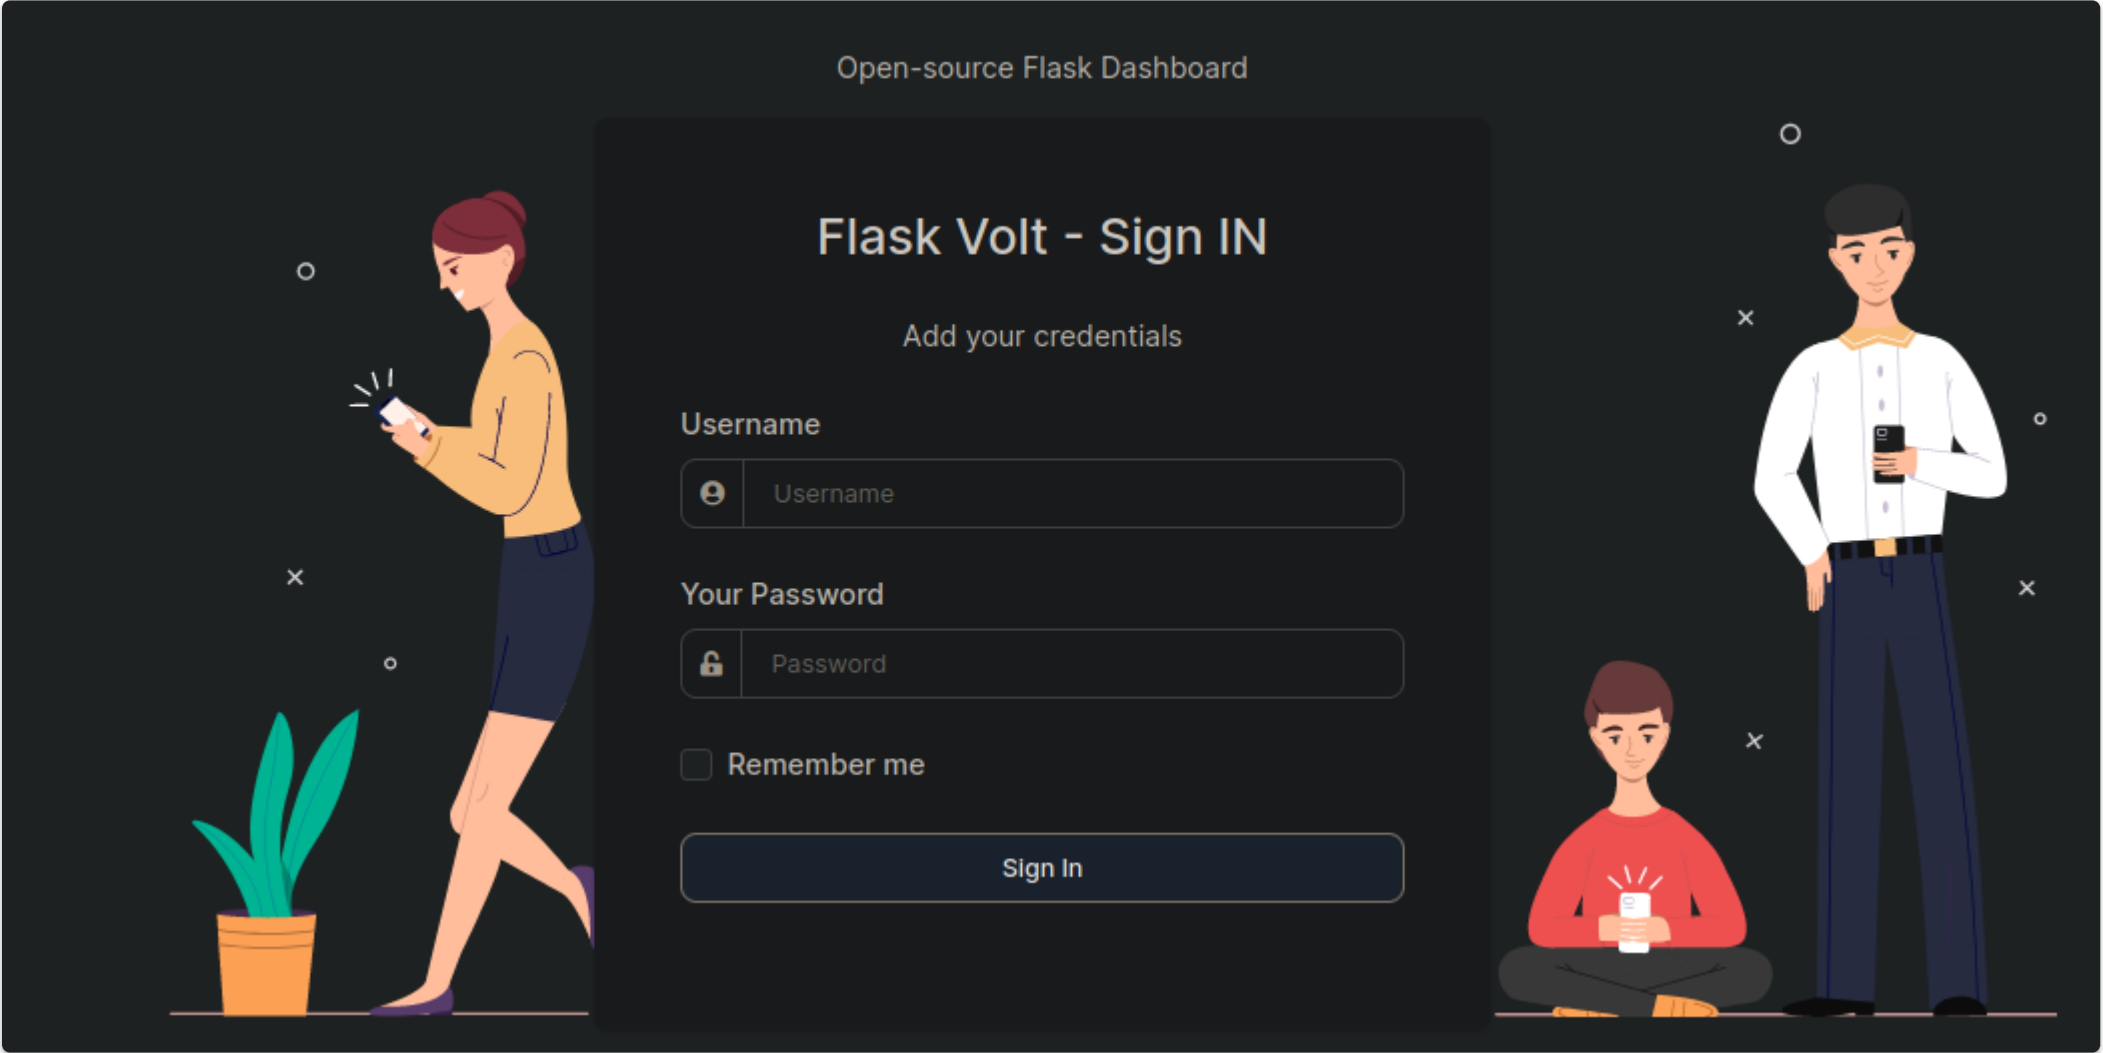 Open-source Flask Dashboard
Flask Volt - Sign IN
Add your credentials
Username
Username
Your Password
Password
Remember me
Sign In